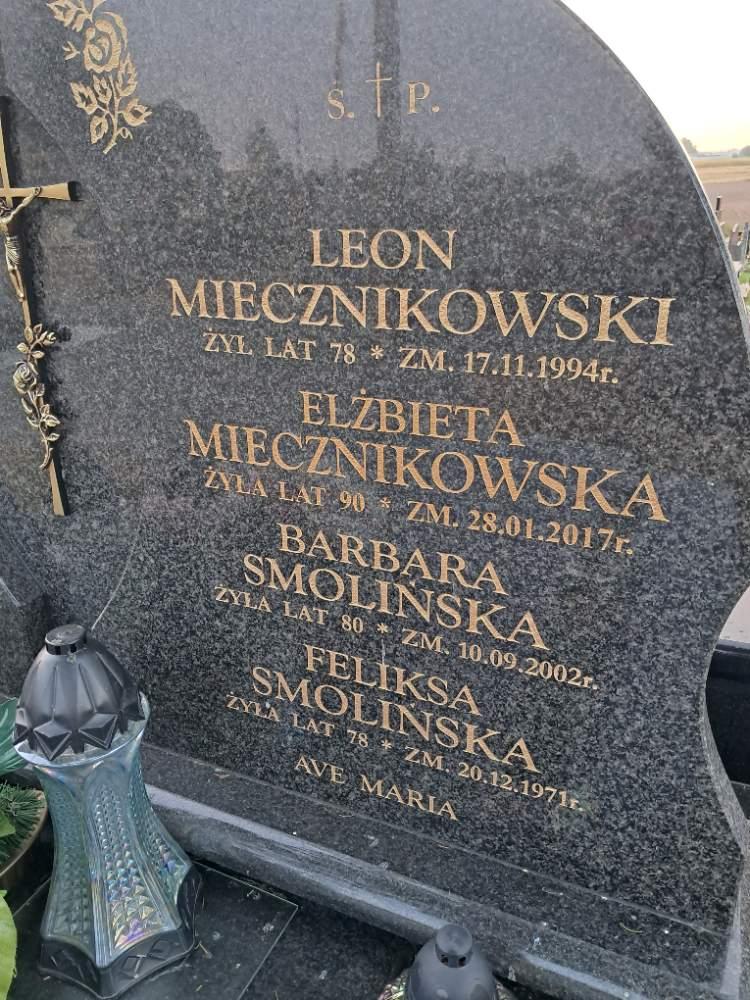 Ś. † P.
LEON
MIECZNIKOWSKI
ŻYŁ LAT 78 * ZM. 17.11.1994r.
ELŻBIETA
MIECZNIKOWSKA
ŻYŁA LAT 90 * ZM. 28.01.2017r.
BARBARA
SMOLIŃSKA
ŻYŁA LAT 80 * ZM. 10.09.2002r.
FELIKSA
SMOLIŃSKA
ŻYŁA LAT 78 * ZM. 20.12.1971r.
AVE MARIA